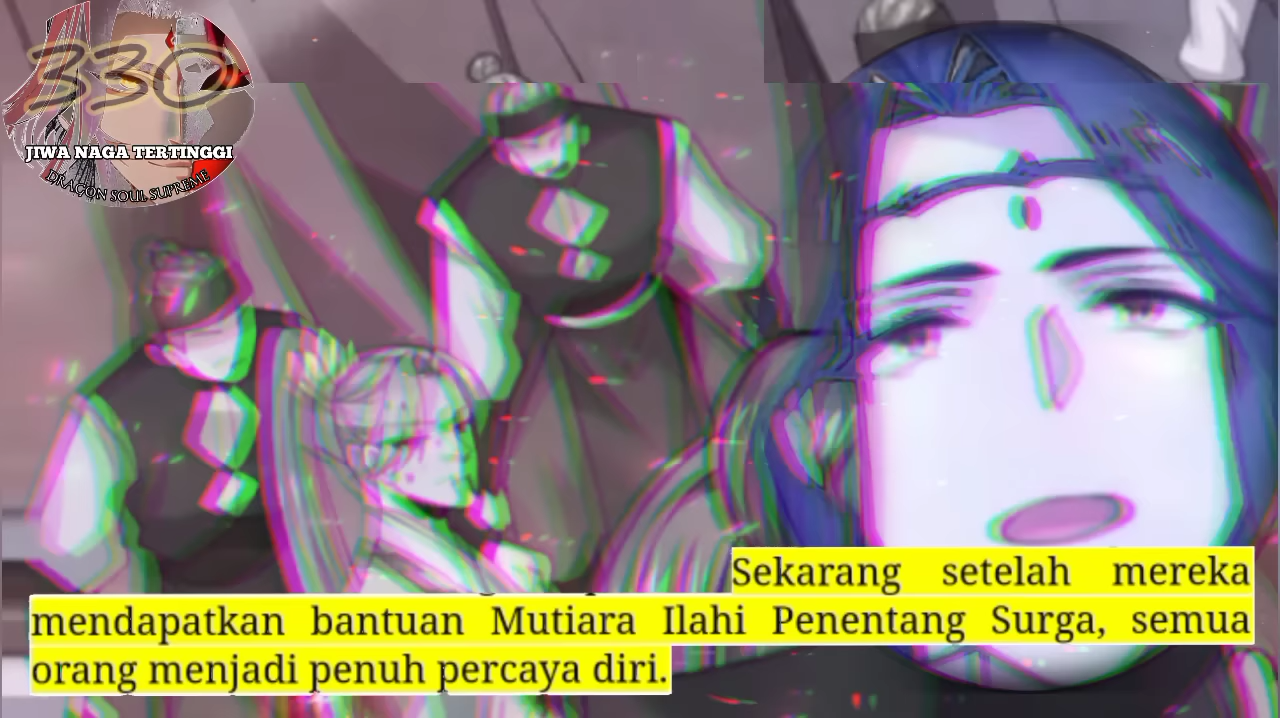 330
JIWA NAGA TERTINGGI
DRAGON SOUL SUPREME
Sekarang setelah mereka
mendapatkan bantuan Mutiara Ilahi Penentang Surga, semua
orang menjadi penuh percaya diri.